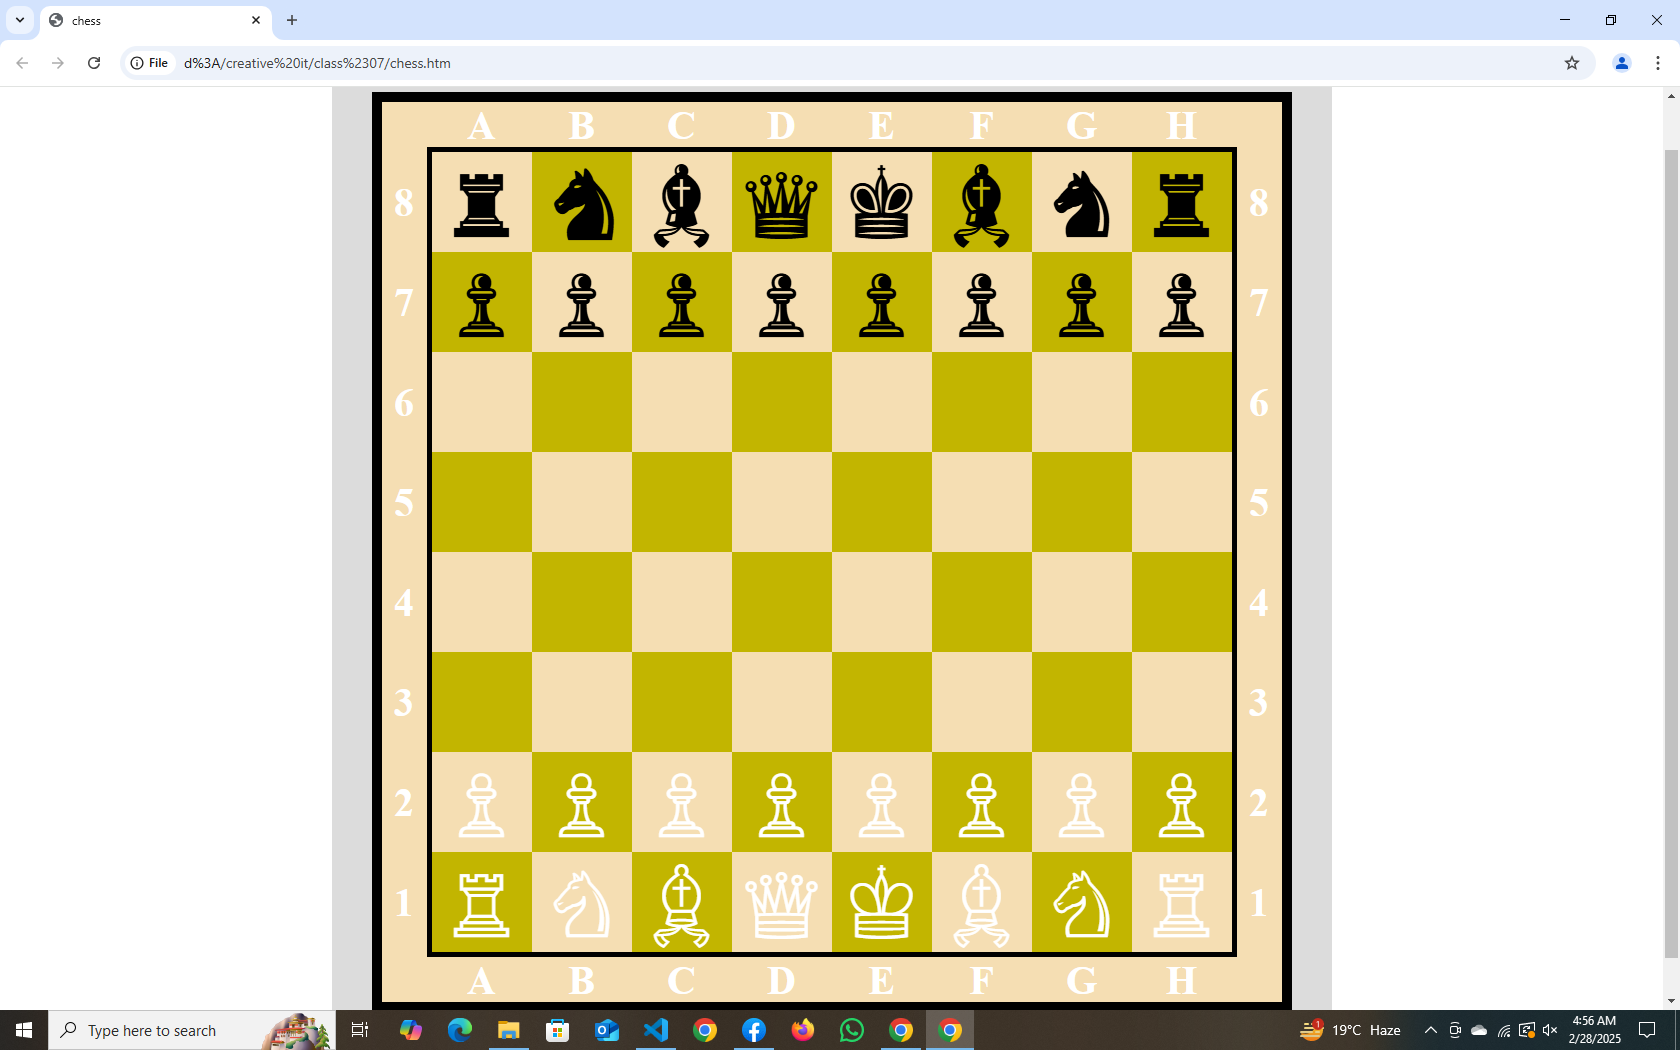 chess
File d%3A/creative%20it/class%2307/chess.htm
A B C D E F G H
8 8
7 7
6 6
5 5
4 4
3 3
2 2
1 1
A B C D E F G H
Type here to search
1
19°C Haze
4:56 AM
2/28/2025